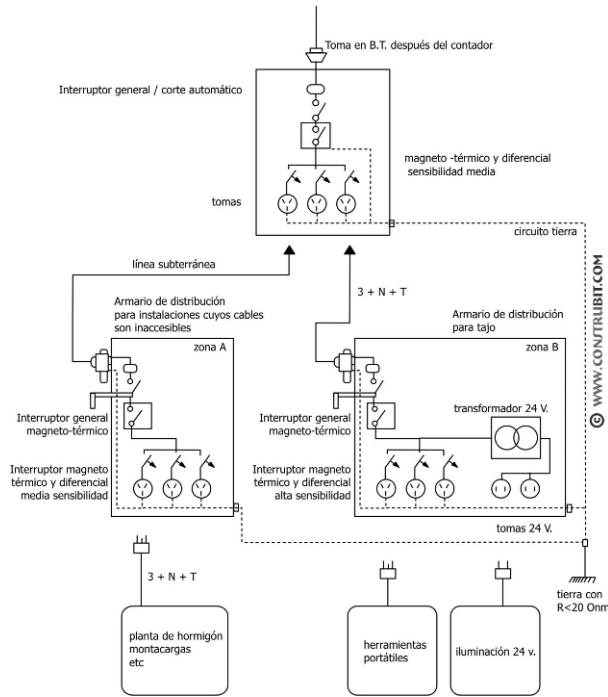 Toma en B.T. después del contador
Interruptor general / corte automático
magneto -térmico y diferencial
sensibilidad media
tomas
circuito tierra
línea subterránea
3 + N + T
Armario de distribución
para instalaciones cuyos cables
son inaccesibles
zona A
Armario de distribución
para tajo
zona B
transformador 24 V.
Interruptor general
magneto-térmico
Interruptor general
magneto-térmico
Interruptor magneto
térmico y diferencial
media sensibilidad
Interruptor magneto
térmico y diferencial
alta sensibilidad
tomas 24 V.
3 + N + T
tierra con
R<20 Onm
planta de hormigón
montacargas
etc
herramientas
portátiles
iluminación 24 v.
© WWW.CONSTRUBIT.COM